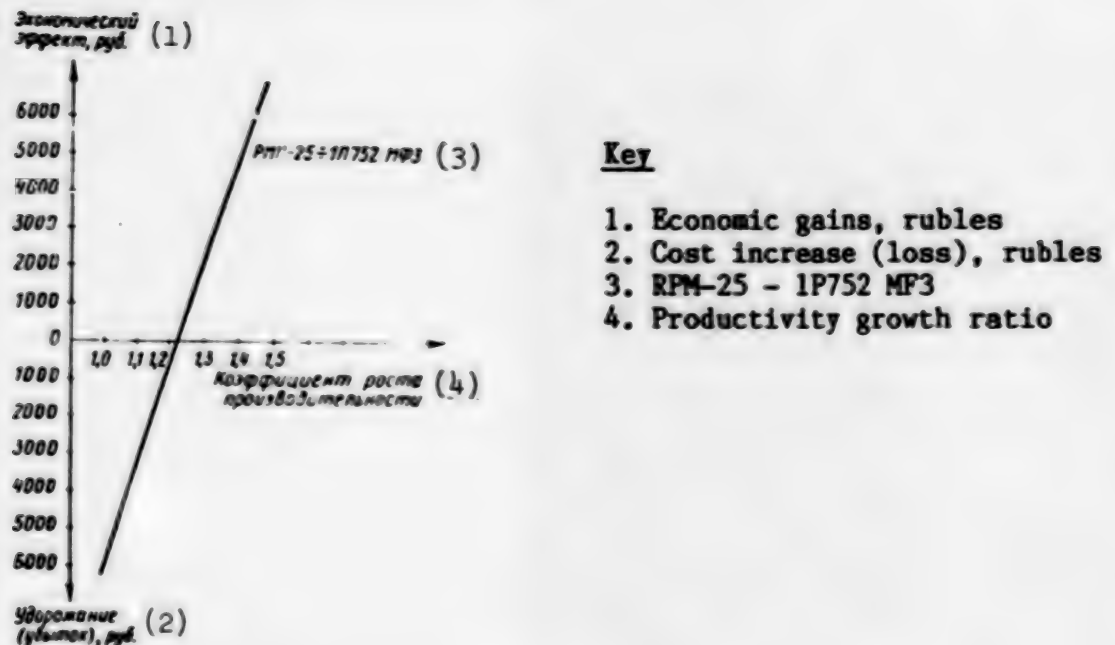 Экономический
эффект, руб. (1)
6000
5000
4000
3000
2000
1000
0
1000
2000
3000
4000
5000
6000
Удорожание
(убыток), руб. (2)
РПГ-25÷1П752 МФ3 (3)
1,0 1,1 1,2 1,3 1,4 1,5
Коэффициент роста
производительности (4)
Key
1. Economic gains, rubles
2. Cost increase (loss), rubles
3. RPM-25 - 1P752 MF3
4. Productivity growth ratio